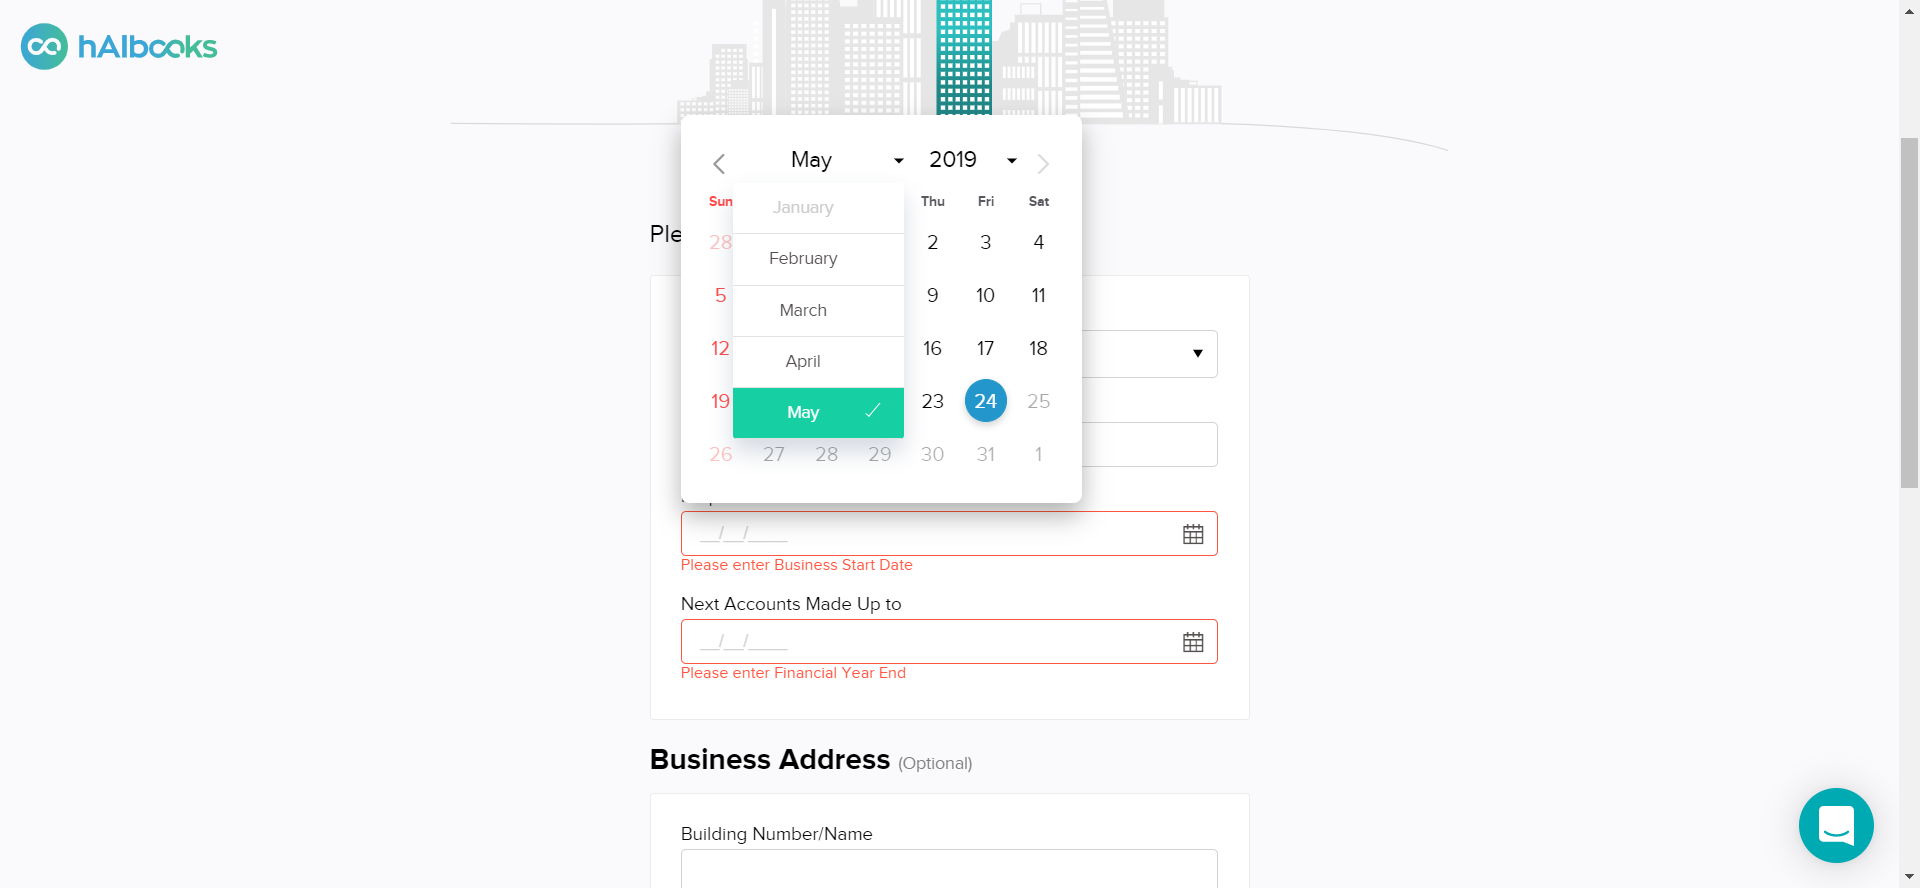 hAIbooks
May 2019
Sun Thu Fri Sat
January
February
March
April
May
28 2 3 4
5 9 10 11
12 16 17 18
19 23 24 25
26 27 28 29 30 31 1
Ple
__/__/____
Please enter Business Start Date
Next Accounts Made Up to
__/__/____
Please enter Financial Year End
Business Address (Optional)
Building Number/Name